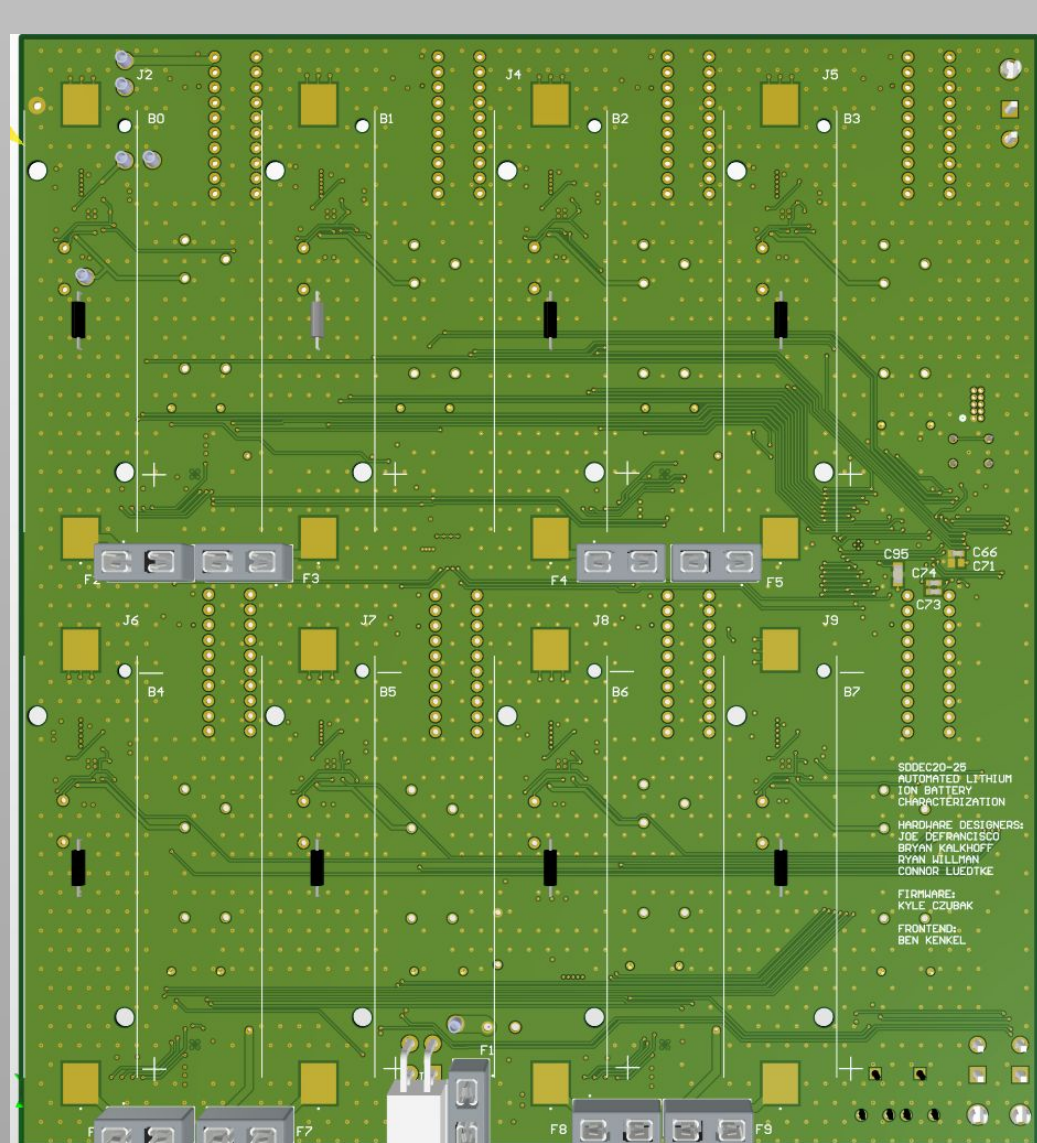 J2
J4
J5
B0
B1
B2
B3
F2
F3
F4
F5
C95
C66
C74
C71
C73
J6
J7
J8
J9
B4
B5
B6
B7
SDDEC20-25
AUTOMATED LITHIUM
ION BATTERY
CHARACTERIZATION
HARDWARE DESIGNERS:
JOE DEFRANCISCO
BRYAN KALKHOFF
RYAN WILLMAN
CONNOR LUEDTKE
FIRMWARE:
KYLE CZUBAK
FRONTEND:
BEN KENKEL
F1
F7
F8
F9